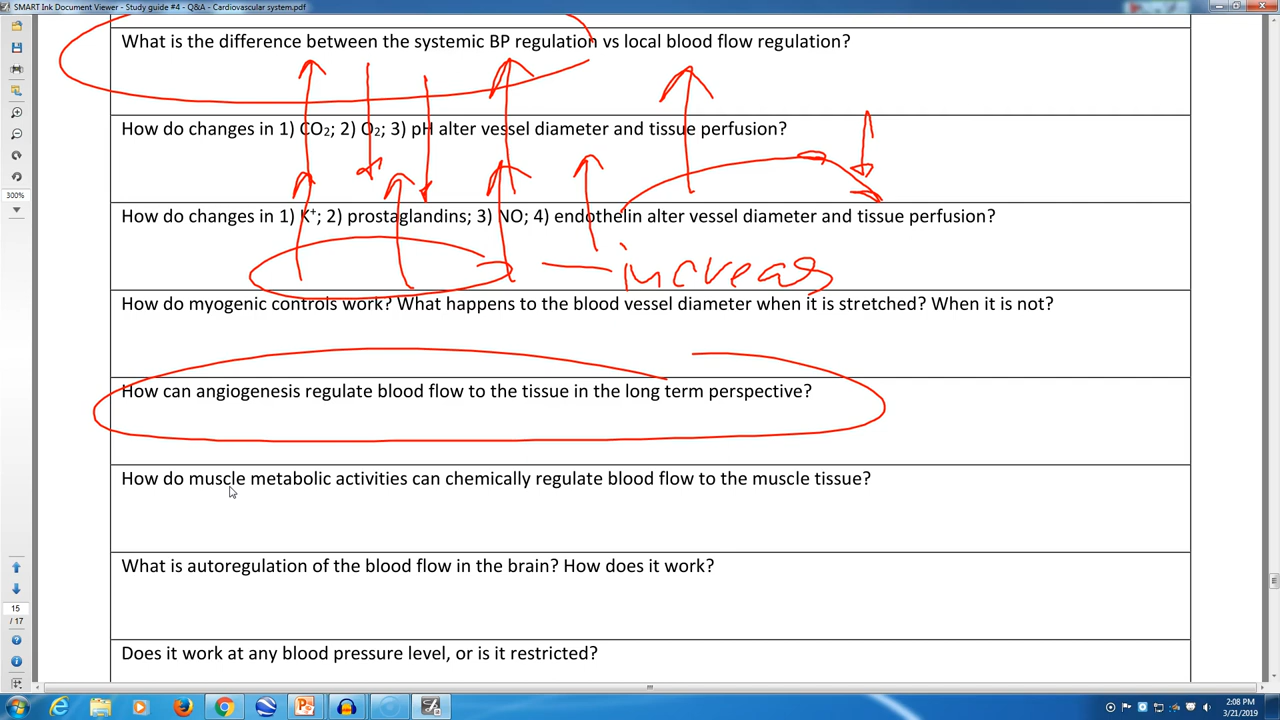 SMART Ink Document Viewer - Study guide #4 - Q&A - Cardiovascular system.pdf
What is the difference between the systemic BP regulation vs local blood flow regulation?
How do changes in 1) CO₂; 2) O₂; 3) pH alter vessel diameter and tissue perfusion?
How do changes in 1) K⁺; 2) prostaglandins; 3) NO; 4) endothelin alter vessel diameter and tissue perfusion?
increas
How do myogenic controls work? What happens to the blood vessel diameter when it is stretched? When it is not?
How can angiogenesis regulate blood flow to the tissue in the long term perspective?
How do muscle metabolic activities can chemically regulate blood flow to the muscle tissue?
What is autoregulation of the blood flow in the brain? How does it work?
Does it work at any blood pressure level, or is it restricted?
300%
15
/ 17
2:08 PM
3/21/2019